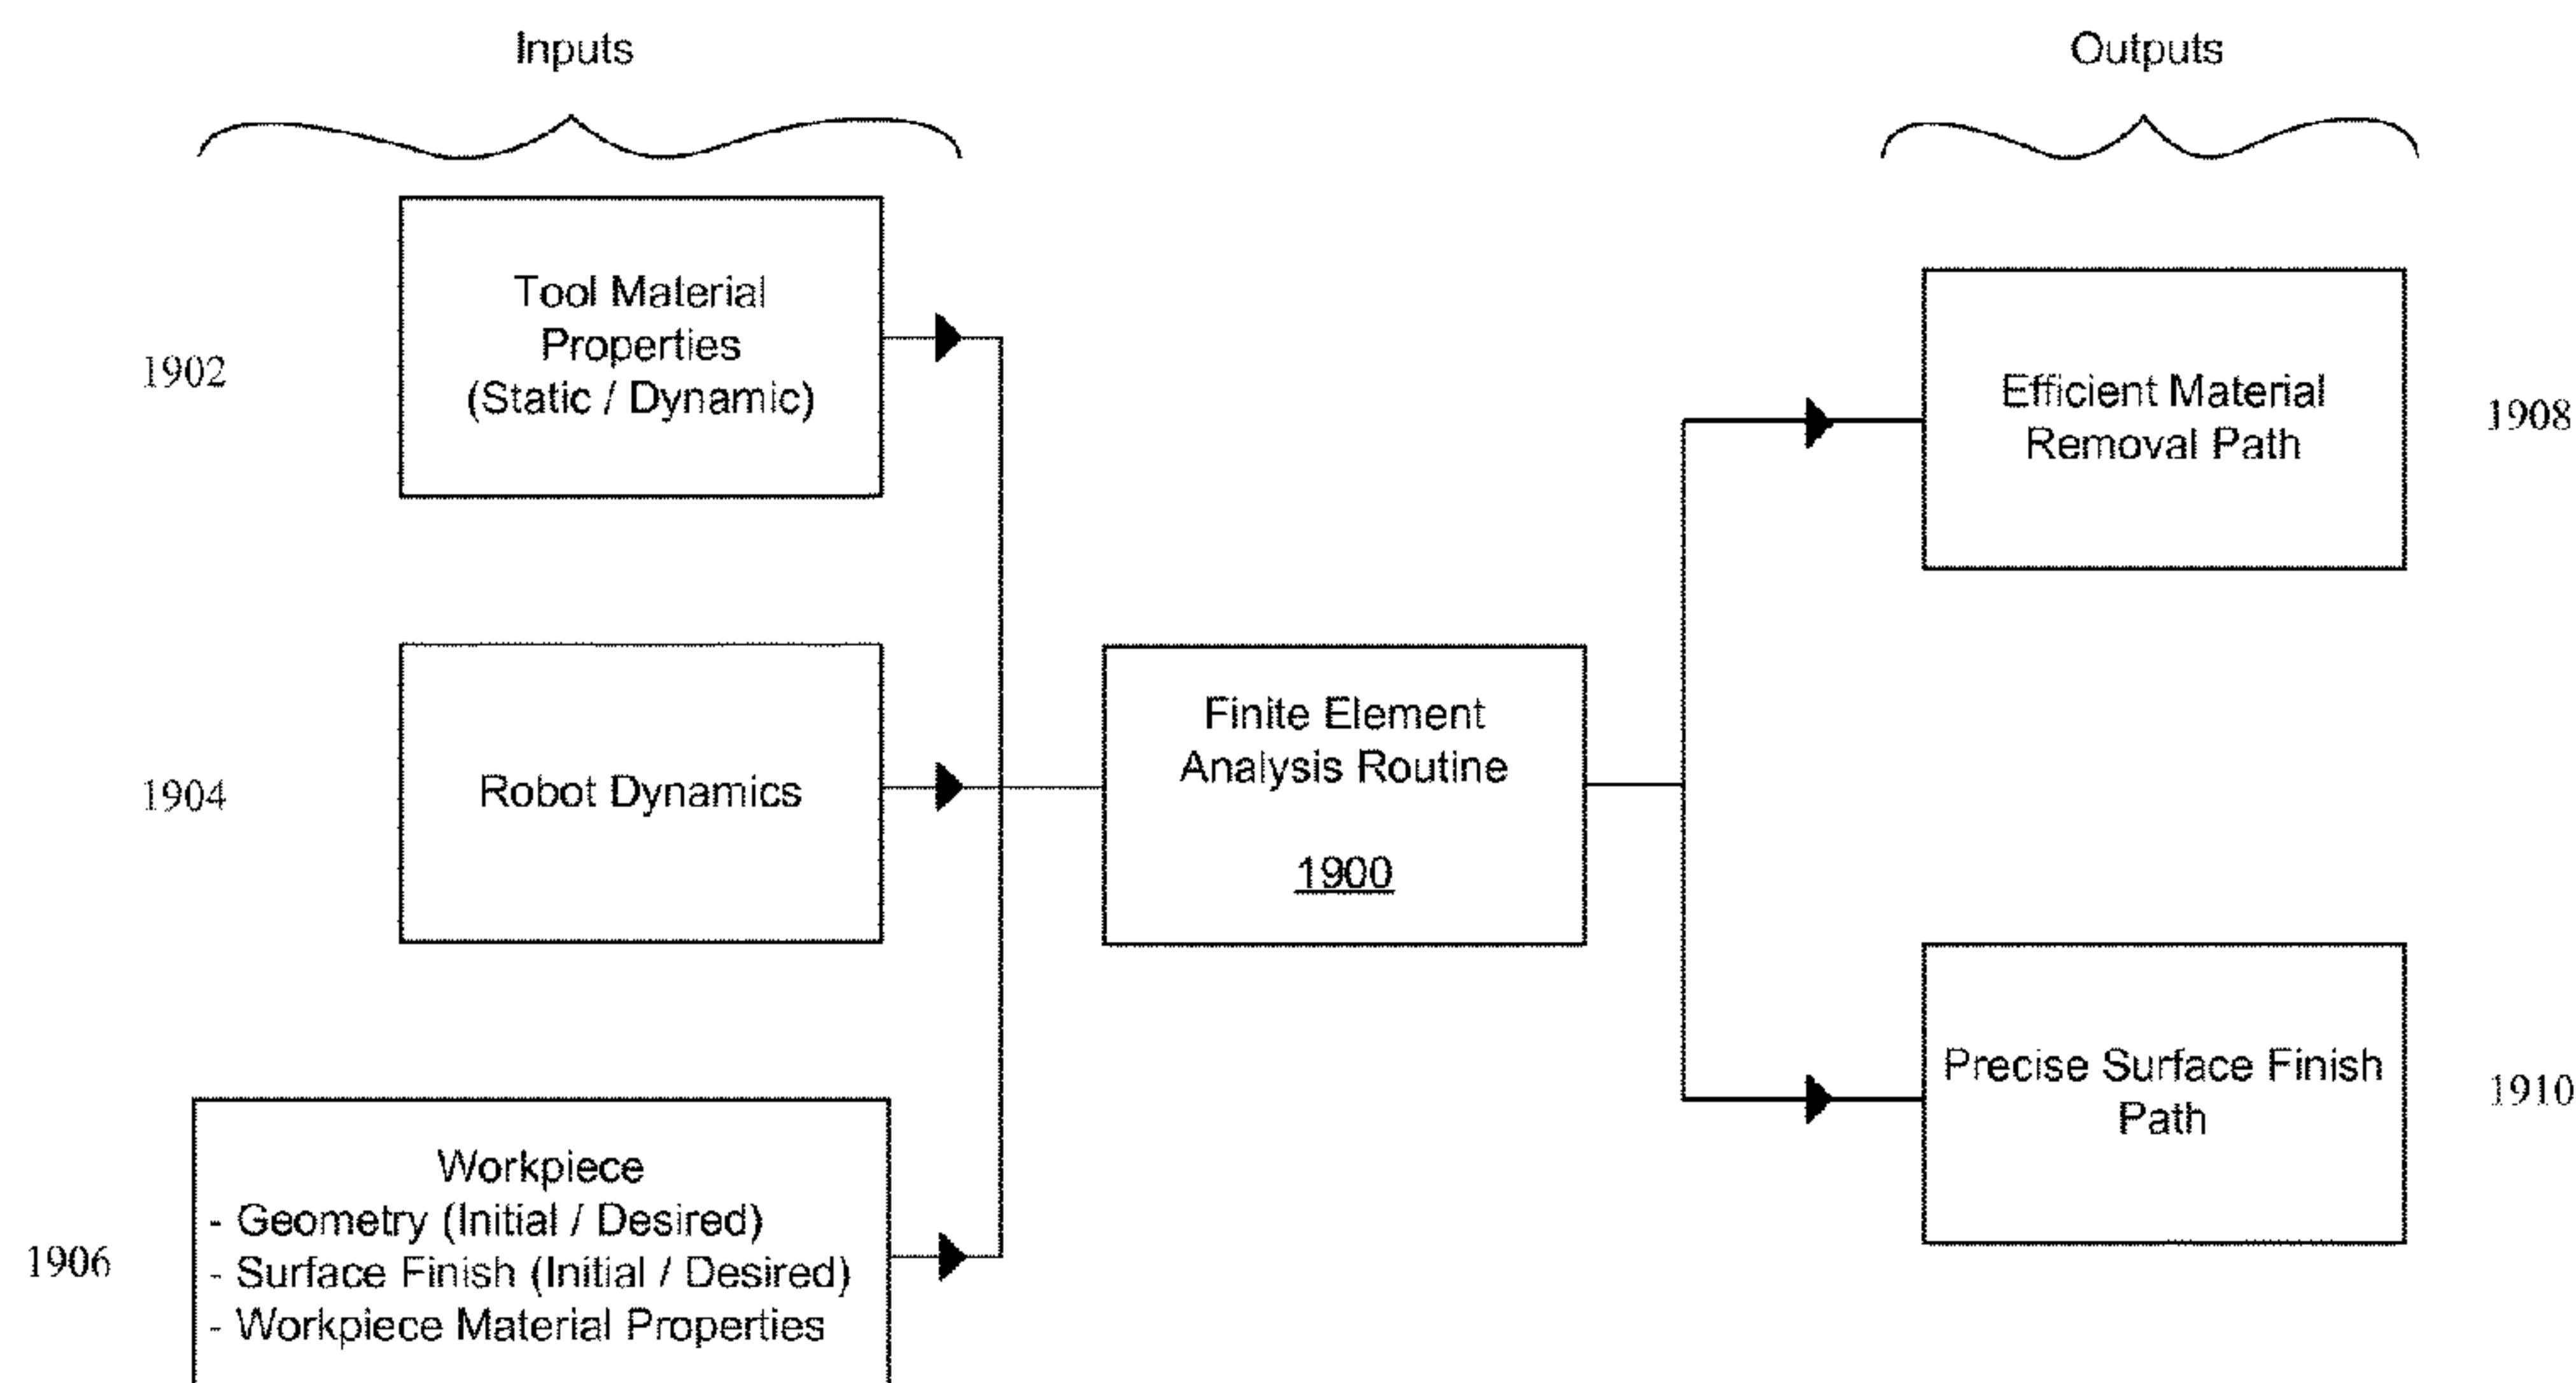 Inputs
Outputs
Tool Material
Properties
(Static / Dynamic)
1902
Efficient Material
Removal Path
1908
Robot Dynamics
1904
Finite Element
Analysis Routine
1900
Workpiece
- Geometry (Initial / Desired)
- Surface Finish (Initial / Desired)
- Workpiece Material Properties
1906
Precise Surface Finish
Path
1910